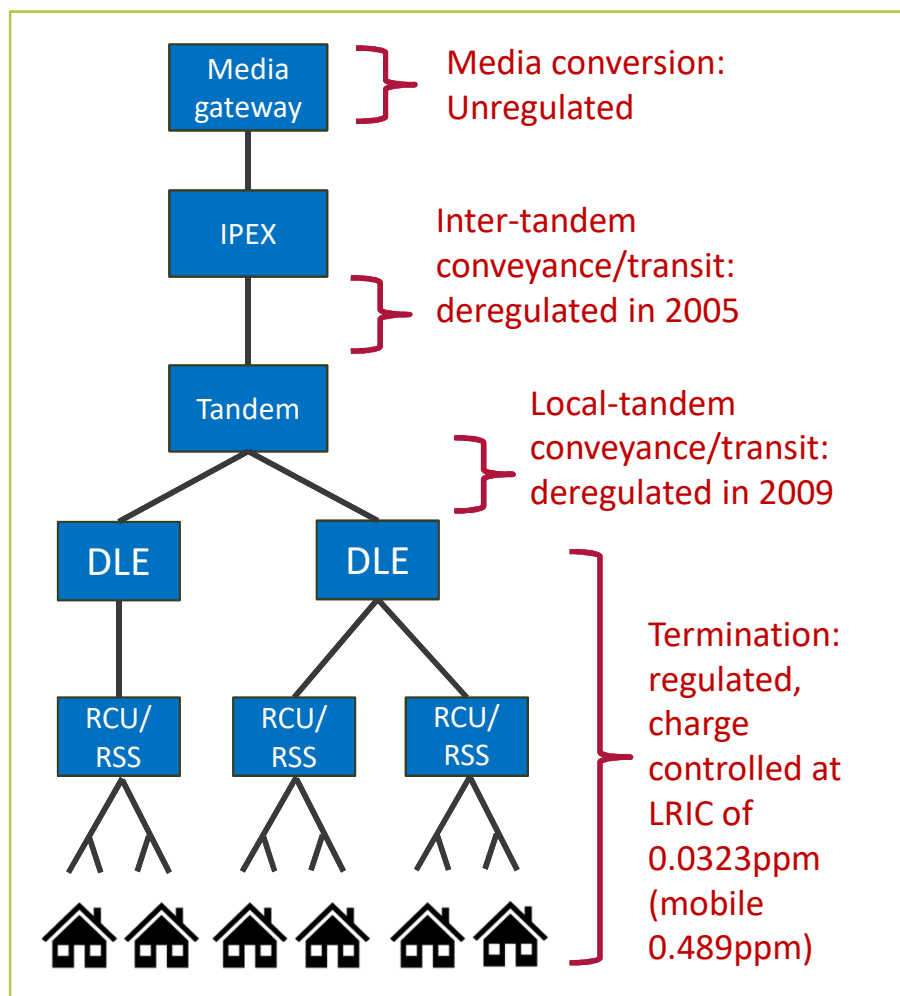 Media
gateway
Media conversion:
Unregulated
IPEX
Inter-tandem
conveyance/transit:
deregulated in 2005
Tandem
Local-tandem
conveyance/transit:
deregulated in 2009
DLE
DLE
Termination:
regulated,
charge
controlled at
LRIC of
0.0323ppm
(mobile
0.489ppm)
RCU/
RSS
RCU/
RSS
RCU/
RSS